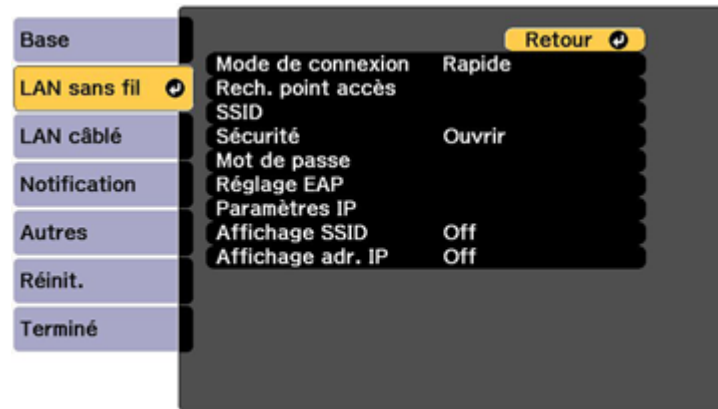 Base
LAN sans fil
LAN câblé
Notification
Autres
Réinit.
Terminé
Retour
Mode de connexion Rapide
Rech. point accès
SSID
Sécurité Ouvrir
Mot de passe
Réglage EAP
Paramètres IP
Affichage SSID Off
Affichage adr. IP Off